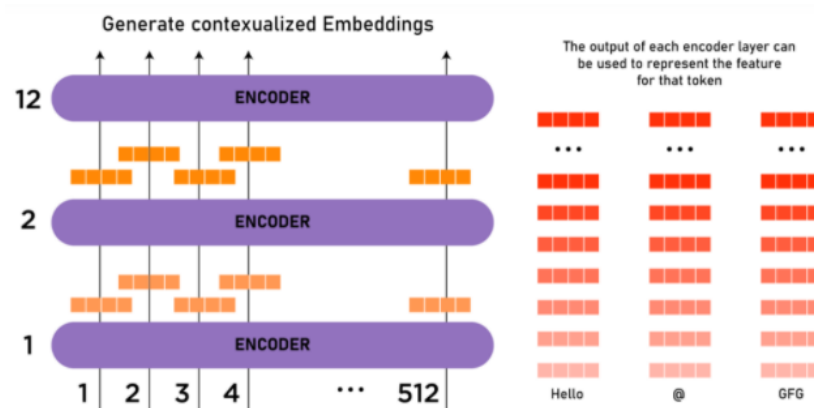 Generate contexualized Embeddings
The output of each encoder layer can
be used to represent the feature
for that token
12 ENCODER
...
2 ENCODER
1 ENCODER
1 2 3 4 ... 512
Hello @ GFG